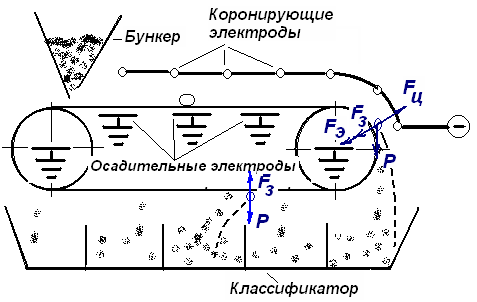 Коронирующие
электроды
Бункер
Fц
Fз
Fэ
P
Осадительные электроды
Fз
P
Классификатор